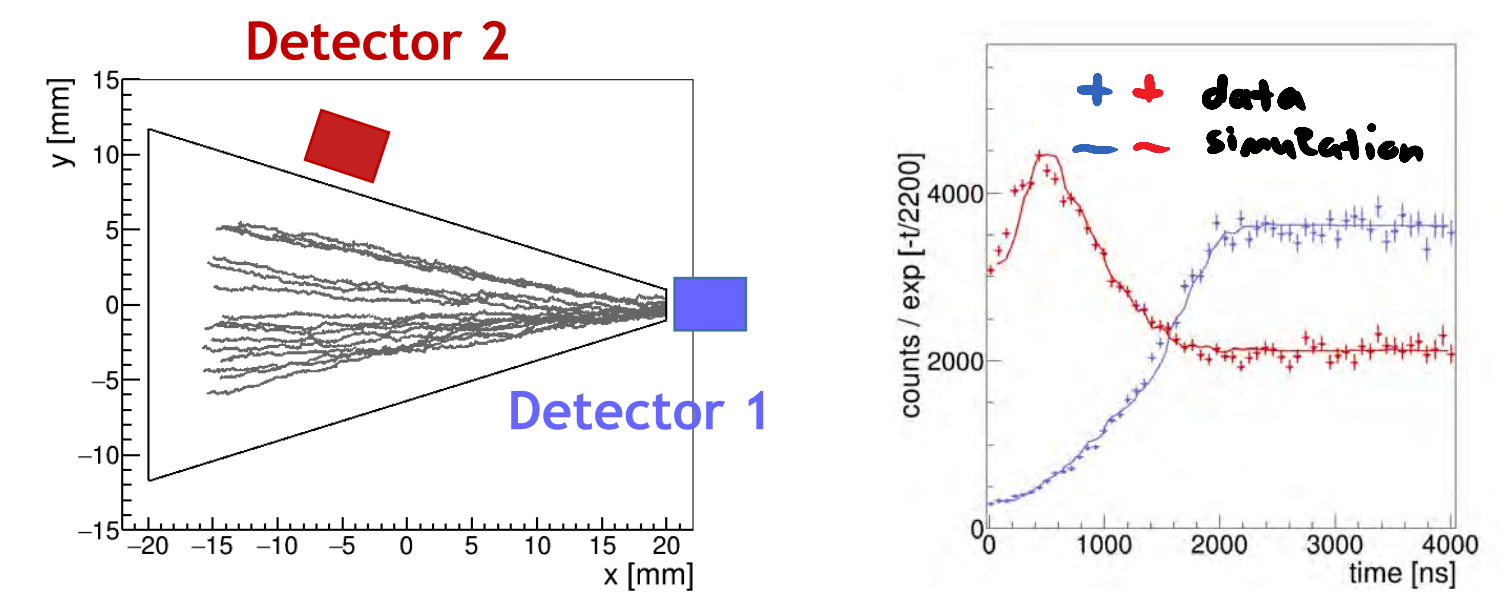 Detector 2
y [mm]
15
10
5
0
−5
−10
−15
−20 −15 −10 −5 0 5 10 15 20
x [mm]
Detector 1
data
simulation
counts / exp [-t/2200]
4000
2000
0
0 1000 2000 3000 4000
time [ns]